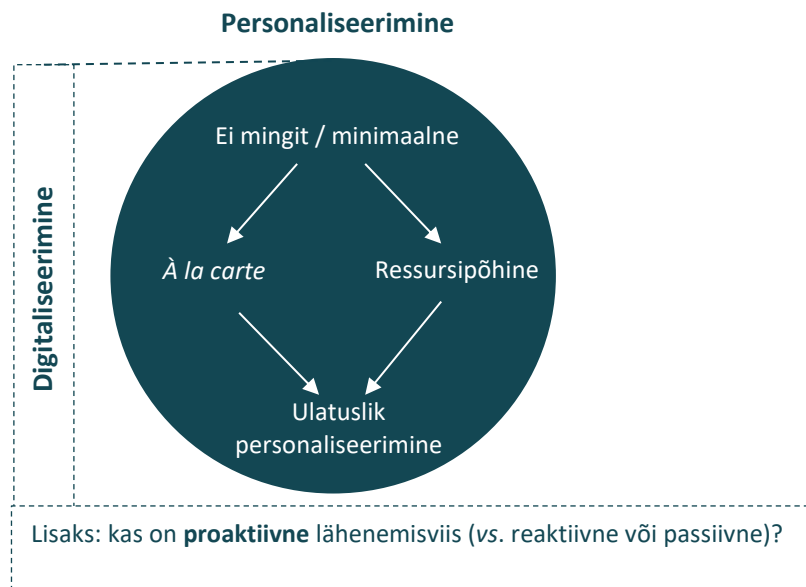 Personaliseerimine
Ei mingit / minimaalne
À la carte
Ressursipõhine
Digitaliseerimine
Ulatuslik
personaliseerimine
Lisaks: kas on proaktiivne lähenemisviis (vs. reaktiivne või passiivne)?